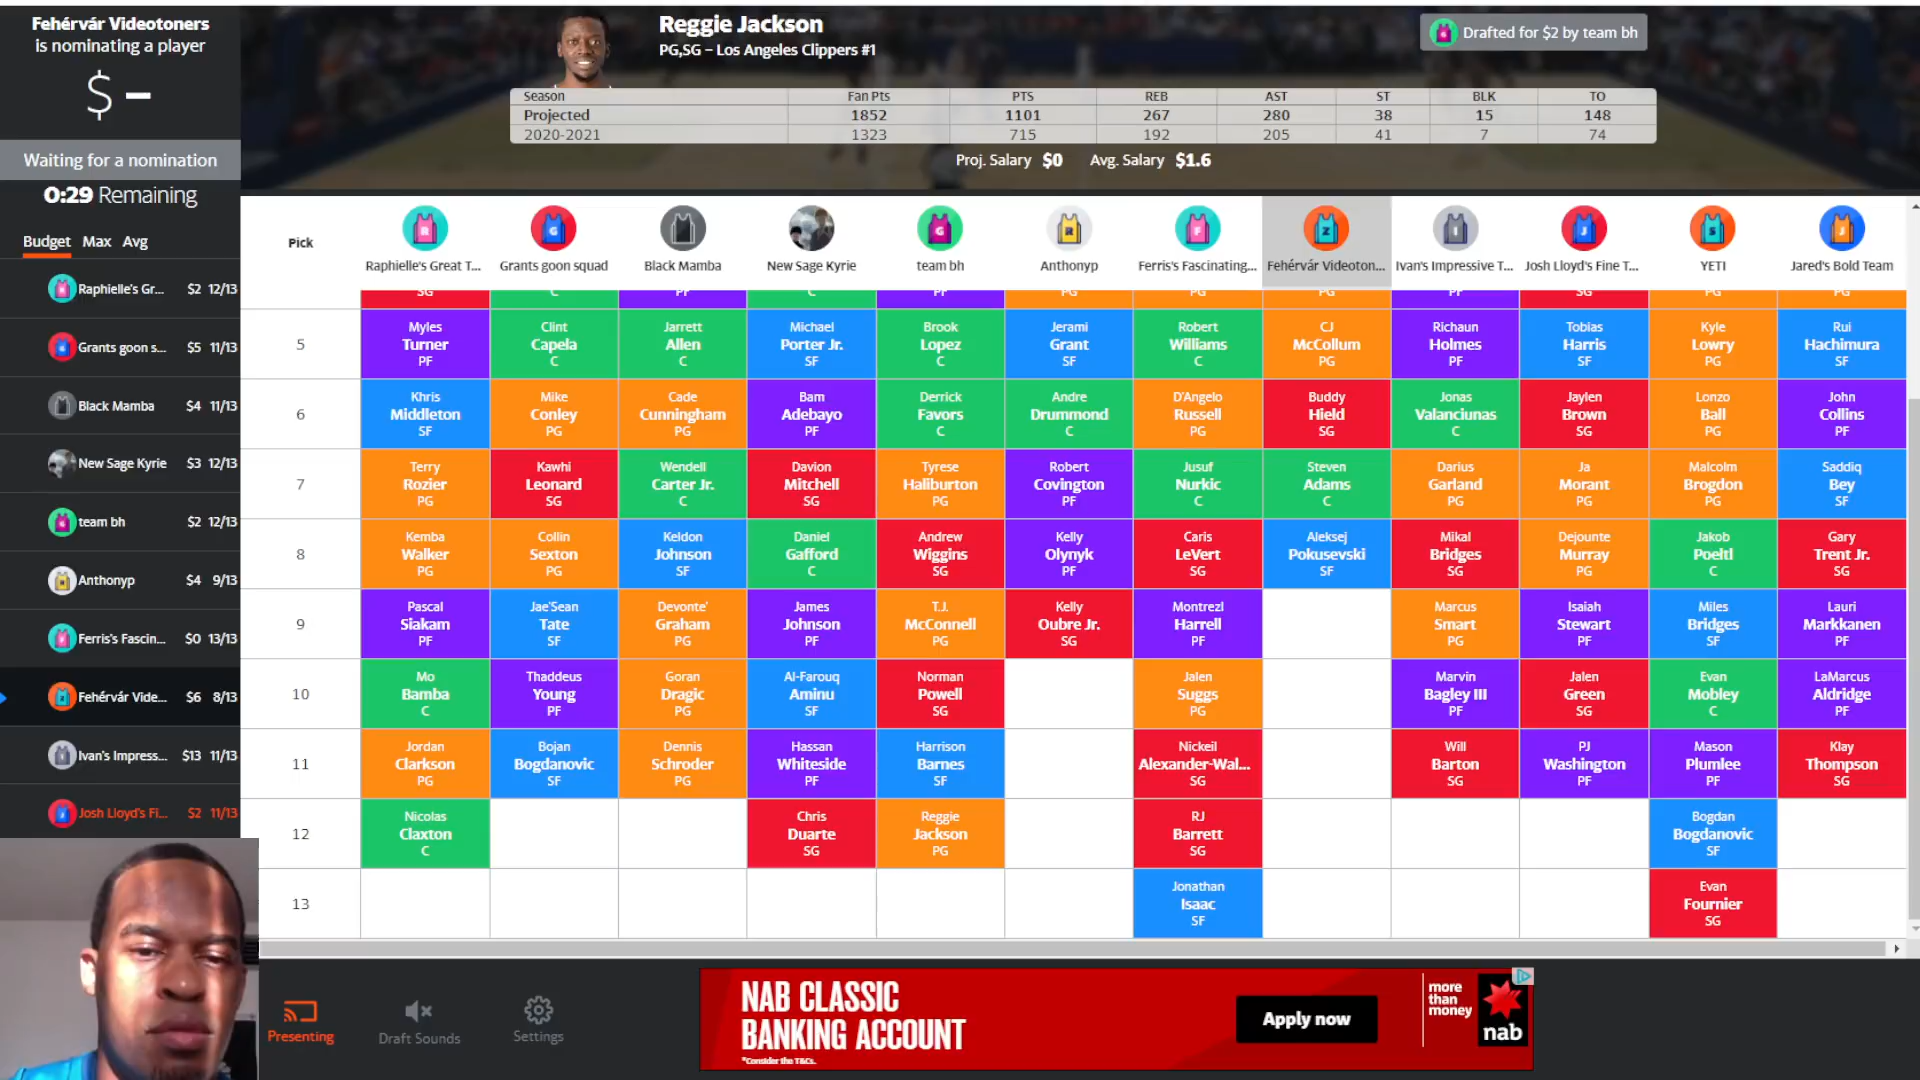 Fehérvár Videotoners
is nominating a player
$ –
Waiting for a nomination
0:29 Remaining
Budget Max Avg
Raphielle's Gr... $2 12/13
Grants goon s... $5 11/13
Black Mamba $4 11/13
New Sage Kyrie $3 12/13
team bh $2 12/13
Anthonyp $4 9/13
Ferris's Fascin... $0 13/13
Fehérvár Vide... $6 8/13
Ivan's Impress... $13 11/13
Josh Lloyd's Fi... $2 11/13
Reggie Jackson
PG,SG – Los Angeles Clippers #1
Drafted for $2 by team bh
Season Fan Pts PTS REB AST ST BLK TO
Projected 1852 1101 267 280 38 15 148
2020-2021 1323 715 192 205 41 7 74
Proj. Salary $0 Avg. Salary $1.6
Pick Raphielle's Great T... Grants goon squad Black Mamba New Sage Kyrie team bh Anthonyp Ferris's Fascinating... Fehérvár Videoton... Ivan's Impressive T... Josh Lloyd's Fine T... YETI Jared's Bold Team
SG C PF C PF PG PG PG PF SG PG PG
Myles Clint Jarrett Michael Brook Jerami Robert CJ Richaun Tobias Kyle Rui
5 Turner Capela Allen Porter Jr. Lopez Grant Williams McCollum Holmes Harris Lowry Hachimura
PF C C SF C SF C PG PF SF PG SF
Khris Mike Cade Bam Derrick Andre D'Angelo Buddy Jonas Jaylen Lonzo John
6 Middleton Conley Cunningham Adebayo Favors Drummond Russell Hield Valanciunas Brown Ball Collins
SF PG PG PF C C PG SG C SG PG PF
Terry Kawhi Wendell Davion Tyrese Robert Jusuf Steven Darius Ja Malcolm Saddiq
7 Rozier Leonard Carter Jr. Mitchell Haliburton Covington Nurkic Adams Garland Morant Brogdon Bey
PG SG C SG PG PF C C PG PG PG SF
Kemba Collin Keldon Daniel Andrew Kelly Caris Aleksej Mikal Dejounte Jakob Gary
8 Walker Sexton Johnson Gafford Wiggins Olynyk LeVert Pokusevski Bridges Murray Poeltl Trent Jr.
PG PG SF C SG PF SG SF SG PG C SG
Pascal Jae'Sean Devonte' James T.J. Kelly Montrezl Marcus Isaiah Miles Lauri
9 Siakam Tate Graham Johnson McConnell Oubre Jr. Harrell Smart Stewart Bridges Markkanen
PF SF PG PF PG SG PF PG PF SF PF
Mo Thaddeus Goran Al-Farouq Norman Jalen Marvin Jalen Evan LaMarcus
10 Bamba Young Dragic Aminu Powell Suggs Bagley III Green Mobley Aldridge
C PF PG SF SG PG PF SG C PF
Jordan Bojan Dennis Hassan Harrison Nickeil Will PJ Mason Klay
11 Clarkson Bogdanovic Schroder Whiteside Barnes Alexander-Wal... Barton Washington Plumlee Thompson
PG SF PG PF SF SG SG PF PF SG
Nicolas Chris Reggie RJ Bogdan
12 Claxton Duarte Jackson Barrett Bogdanovic
C SG PG SG SF
Jonathan Evan
13 Isaac Fournier
SF SG
Presenting Draft Sounds Settings
NAB CLASSIC
BANKING ACCOUNT
*Consider the T&Cs.
Apply now
more
than
money
nab